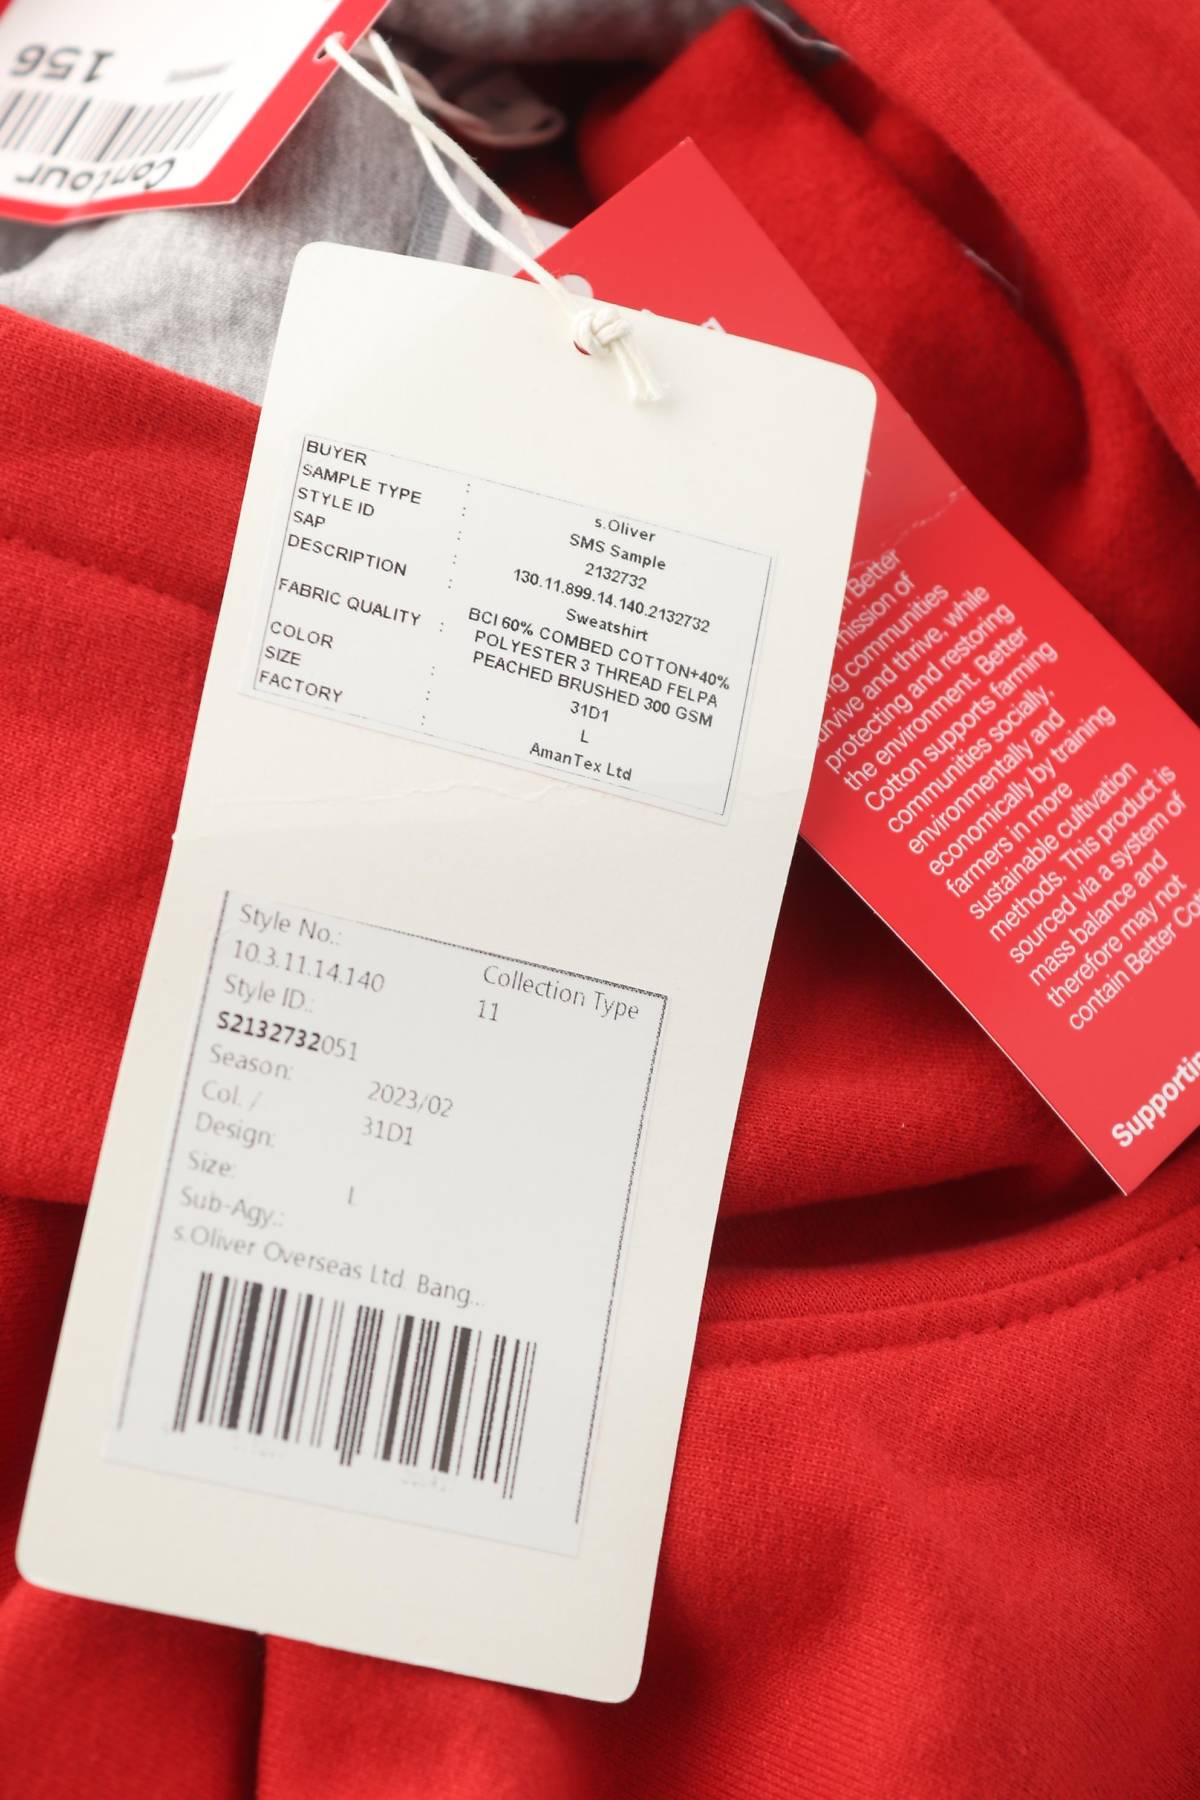 156
Contour
BUYER : s.Oliver
SAMPLE TYPE : SMS Sample
STYLE ID 2132732
SAP : 130.11.899.14.140.2132732
DESCRIPTION : Sweatshirt
FABRIC QUALITY : BCI 60% COMBED COTTON+40%
POLYESTER 3 THREAD FELPA
PEACHED BRUSHED 300 GSM
COLOR : 31D1
SIZE : L
FACTORY : AmanTex Ltd
Style No.:
10.3.11.14.140
Collection Type
11
Style ID.:
S2132732051
Season: 2023/02
Col. / 31D1
Design:
Size: L
Sub-Agy.:
s.Oliver Overseas Ltd. Bang...
Better
mission of
communities
and thrive, while
protecting and restoring
the environment. Better
Cotton supports farming
communities socially,
environmentally and
economically by training
farmers in more
sustainable cultivation
methods. This product is
sourced via a system of
mass balance and
therefore may not
contain Better